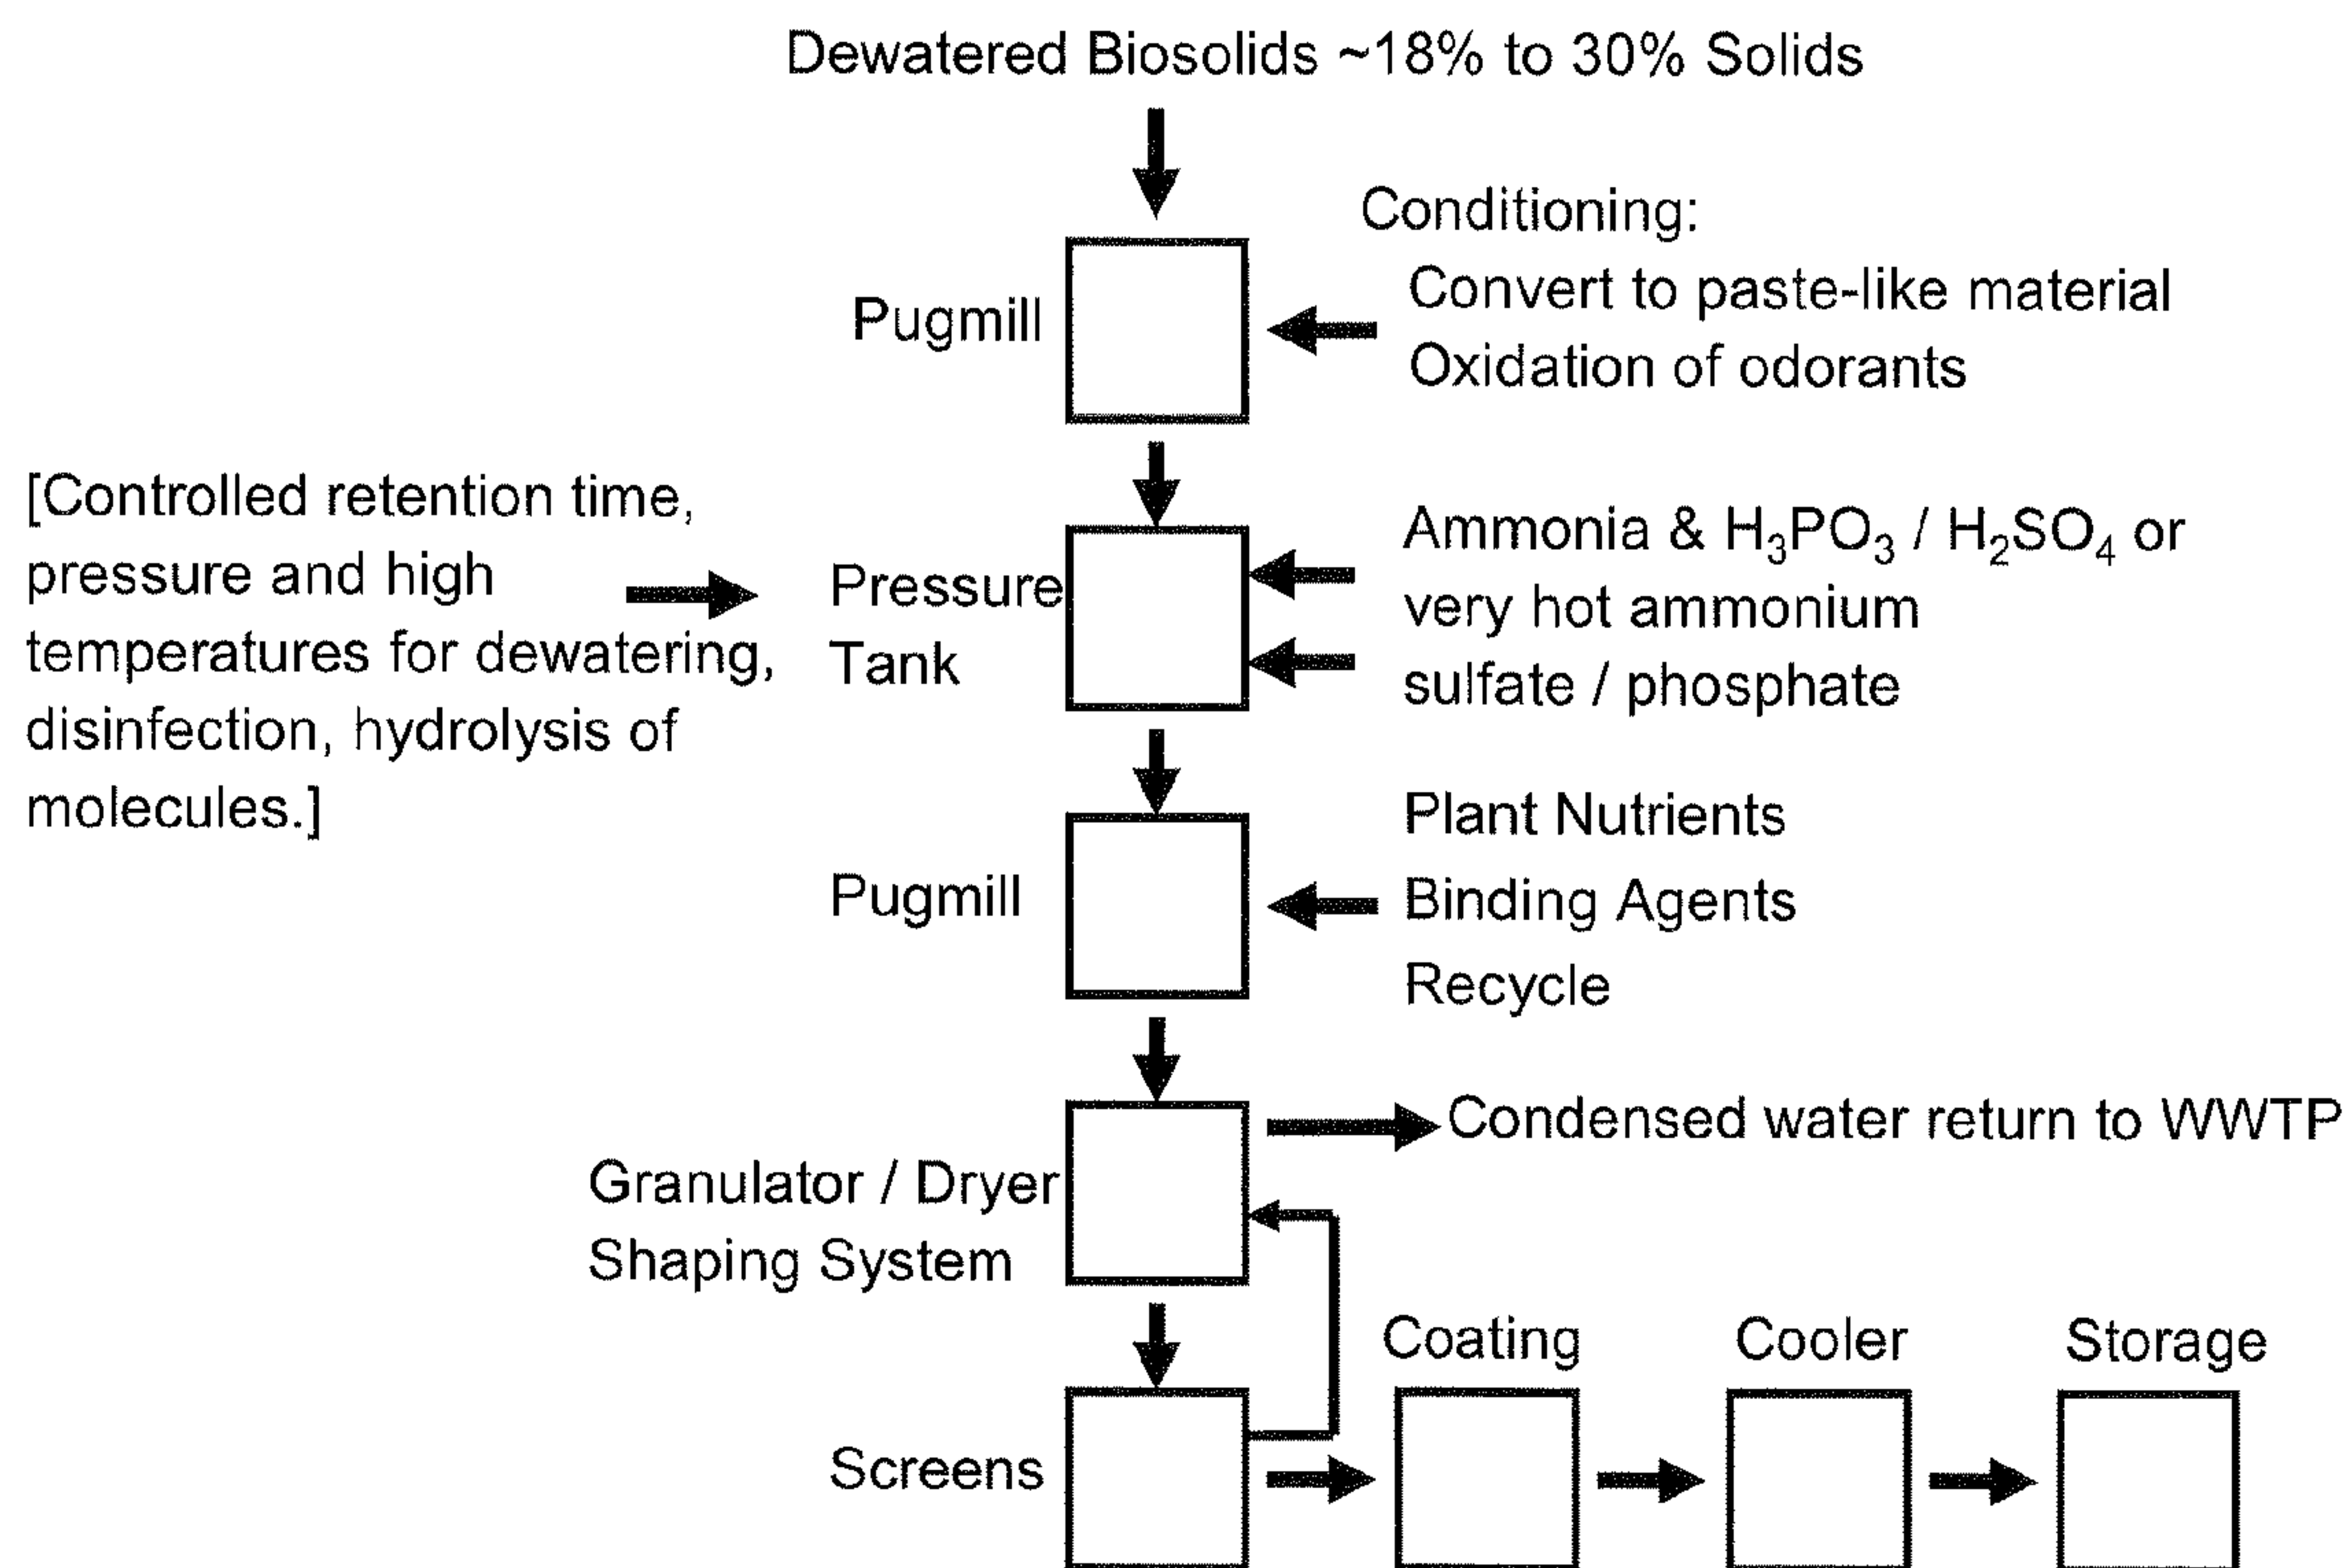 Dewatered Biosolids ~18% to 30% Solids
Conditioning:
Convert to paste-like material
Oxidation of odorants
Pugmill
[Controlled retention time,
pressure and high
temperatures for dewatering,
disinfection, hydrolysis of
molecules.]
Pressure
Tank
Ammonia & H₃PO₃ / H₂SO₄ or
very hot ammonium
sulfate / phosphate
Pugmill
Plant Nutrients
Binding Agents
Recycle
Condensed water return to WWTP
Granulator / Dryer
Shaping System
Screens
Coating
Cooler
Storage